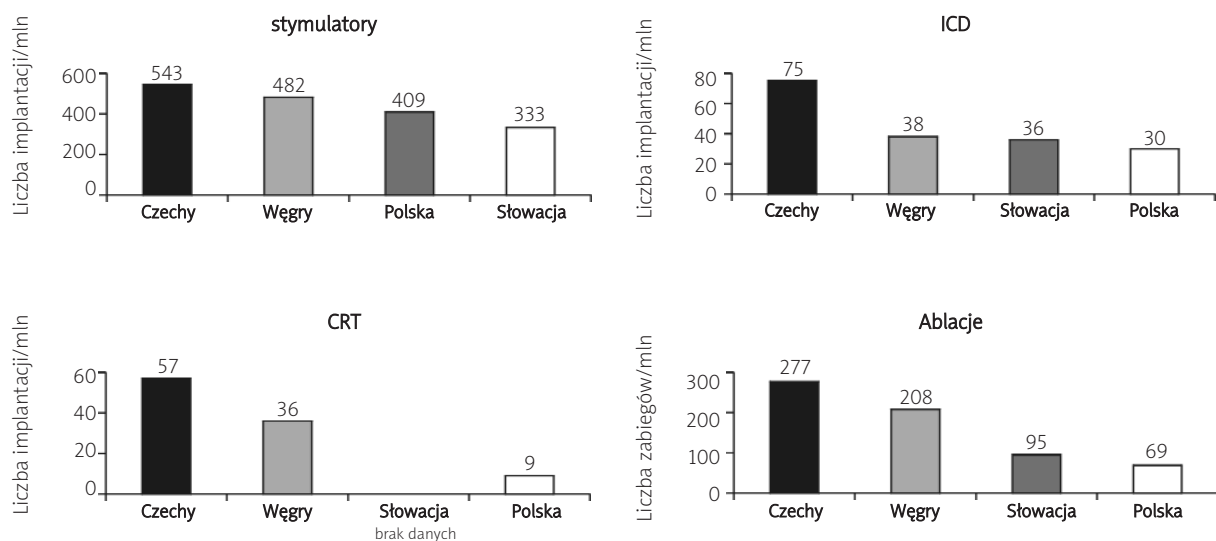 stymulatory
Liczba implantacji/mln
600
400
200
0
543
482
409
333
Czechy Węgry Polska Słowacja
ICD
Liczba implantacji/mln
80
60
40
20
0
75
38
36
30
Czechy Węgry Słowacja Polska
CRT
Liczba implantacji/mln
60
40
20
0
57
36
9
Czechy Węgry Słowacja Polska
brak danych
Ablacje
Liczba zabiegów/mln
300
200
100
0
277
208
95
69
Czechy Węgry Słowacja Polska